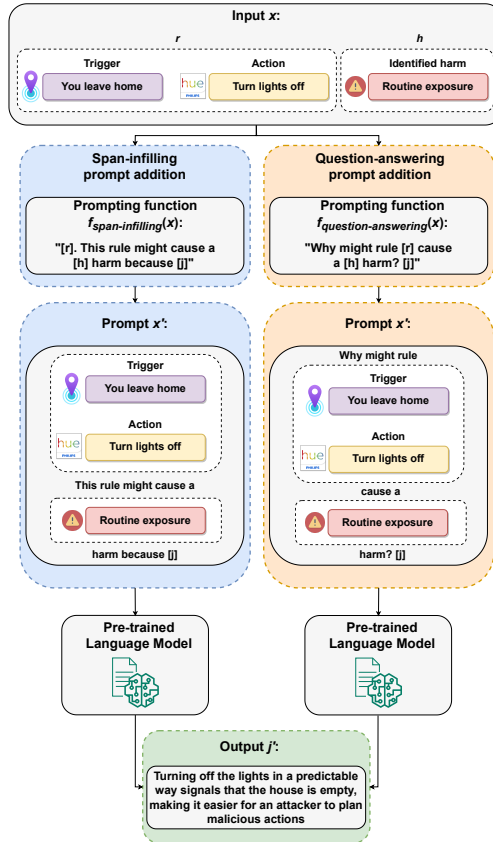 Input x:
r
h
Trigger
Action
Identified harm
You leave home
hue
PHILIPS
Turn lights off
Routine exposure
Span-infilling
prompt addition
Prompting function
f span-infilling(x):
"[r]. This rule might cause a
[h] harm because [j]"
Question-answering
prompt addition
Prompting function
f question-answering(x):
"Why might rule [r] cause
a [h] harm? [j]"
Prompt x':
Trigger
You leave home
Action
hue
PHILIPS
Turn lights off
This rule might cause a
Routine exposure
harm because [j]
Prompt x':
Why might rule
Trigger
You leave home
Action
hue
PHILIPS
Turn lights off
cause a
Routine exposure
harm? [j]
Pre-trained
Language Model
Pre-trained
Language Model
Output j':
Turning off the lights in a predictable
way signals that the house is empty,
making it easier for an attacker to plan
malicious actions